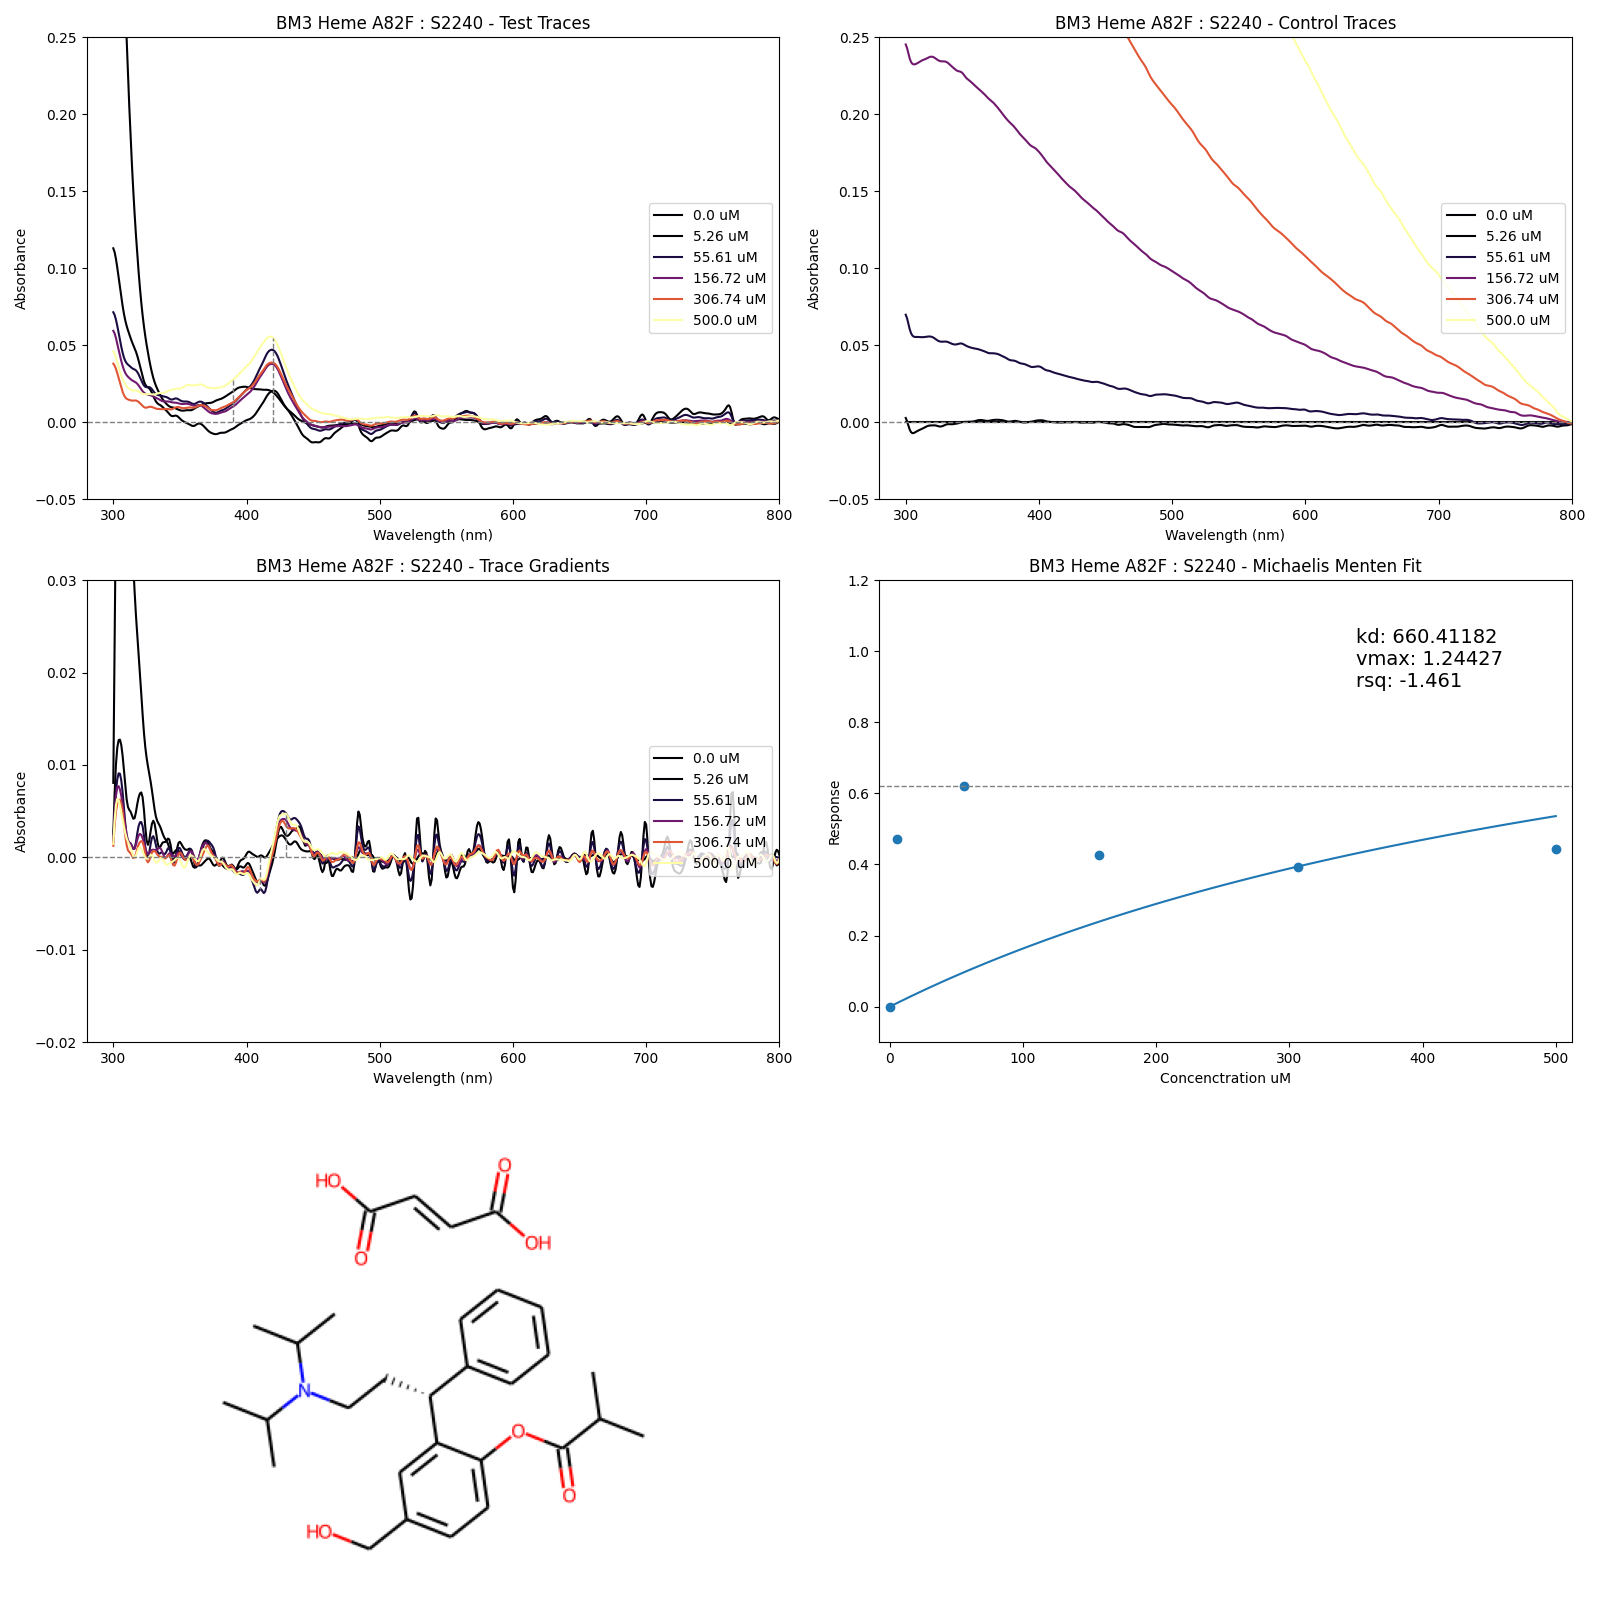 BM3 Heme A82F : S2240 - Test Traces
0.25
0.20
0.15
0.10
0.05
0.00
−0.05
Absorbance
300
400
500
600
700
800
Wavelength (nm)
0.0 uM
5.26 uM
55.61 uM
156.72 uM
306.74 uM
500.0 uM
BM3 Heme A82F : S2240 - Control Traces
0.25
0.20
0.15
0.10
0.05
0.00
−0.05
Absorbance
300
400
500
600
700
800
Wavelength (nm)
0.0 uM
5.26 uM
55.61 uM
156.72 uM
306.74 uM
500.0 uM
BM3 Heme A82F : S2240 - Trace Gradients
0.03
0.02
0.01
0.00
−0.01
−0.02
Absorbance
300
400
500
600
700
800
Wavelength (nm)
0.0 uM
5.26 uM
55.61 uM
156.72 uM
306.74 uM
500.0 uM
BM3 Heme A82F : S2240 - Michaelis Menten Fit
1.2
1.0
0.8
0.6
0.4
0.2
0.0
Response
0
100
200
300
400
500
Concenctration uM
kd: 660.41182
vmax: 1.24427
rsq: -1.461
HO
O
O
OH
N
O
O
HO